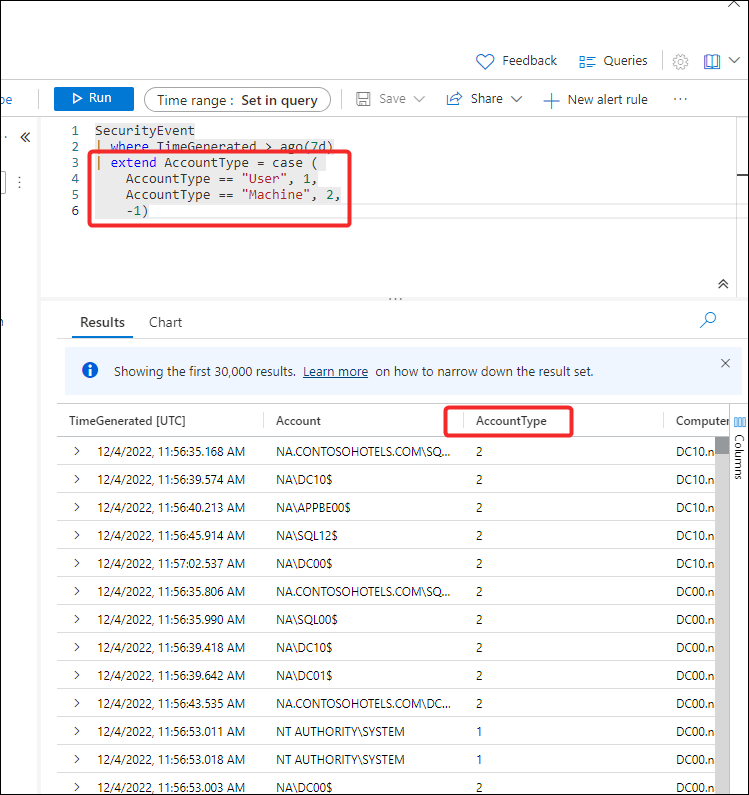 Feedback Queries
Run Time range : Set in query Save Share New alert rule ...
1 SecurityEvent
2 | where TimeGenerated > ago(7d)
3 | extend AccountType = case (
4 AccountType == "User", 1,
5 AccountType == "Machine", 2,
6 -1)
Results Chart
Showing the first 30,000 results. Learn more on how to narrow down the result set.
TimeGenerated [UTC] Account AccountType Computer
Columns
12/4/2022, 11:56:35.168 AM NA.CONTOSOHOTELS.COM\SQ... 2 DC10.n
12/4/2022, 11:56:39.574 AM NA\DC10$ 2 DC10.n
12/4/2022, 11:56:40.213 AM NA\APPBE00$ 2 DC10.n
12/4/2022, 11:56:45.914 AM NA\SQL12$ 2 DC10.n
12/4/2022, 11:57:02.537 AM NA\DC00$ 2 DC10.n
12/4/2022, 11:56:35.806 AM NA.CONTOSOHOTELS.COM\SQ... 2 DC00.n
12/4/2022, 11:56:35.990 AM NA\SQL00$ 2 DC00.n
12/4/2022, 11:56:39.418 AM NA\DC10$ 2 DC00.n
12/4/2022, 11:56:39.642 AM NA\DC01$ 2 DC00.n
12/4/2022, 11:56:43.535 AM NA.CONTOSOHOTELS.COM\DC... 2 DC00.n
12/4/2022, 11:56:53.011 AM NT AUTHORITY\SYSTEM 1 DC00.n
12/4/2022, 11:56:53.018 AM NT AUTHORITY\SYSTEM 1 DC00.n
12/4/2022, 11:56:53.003 AM NA\DC00$ 2 DC00.n